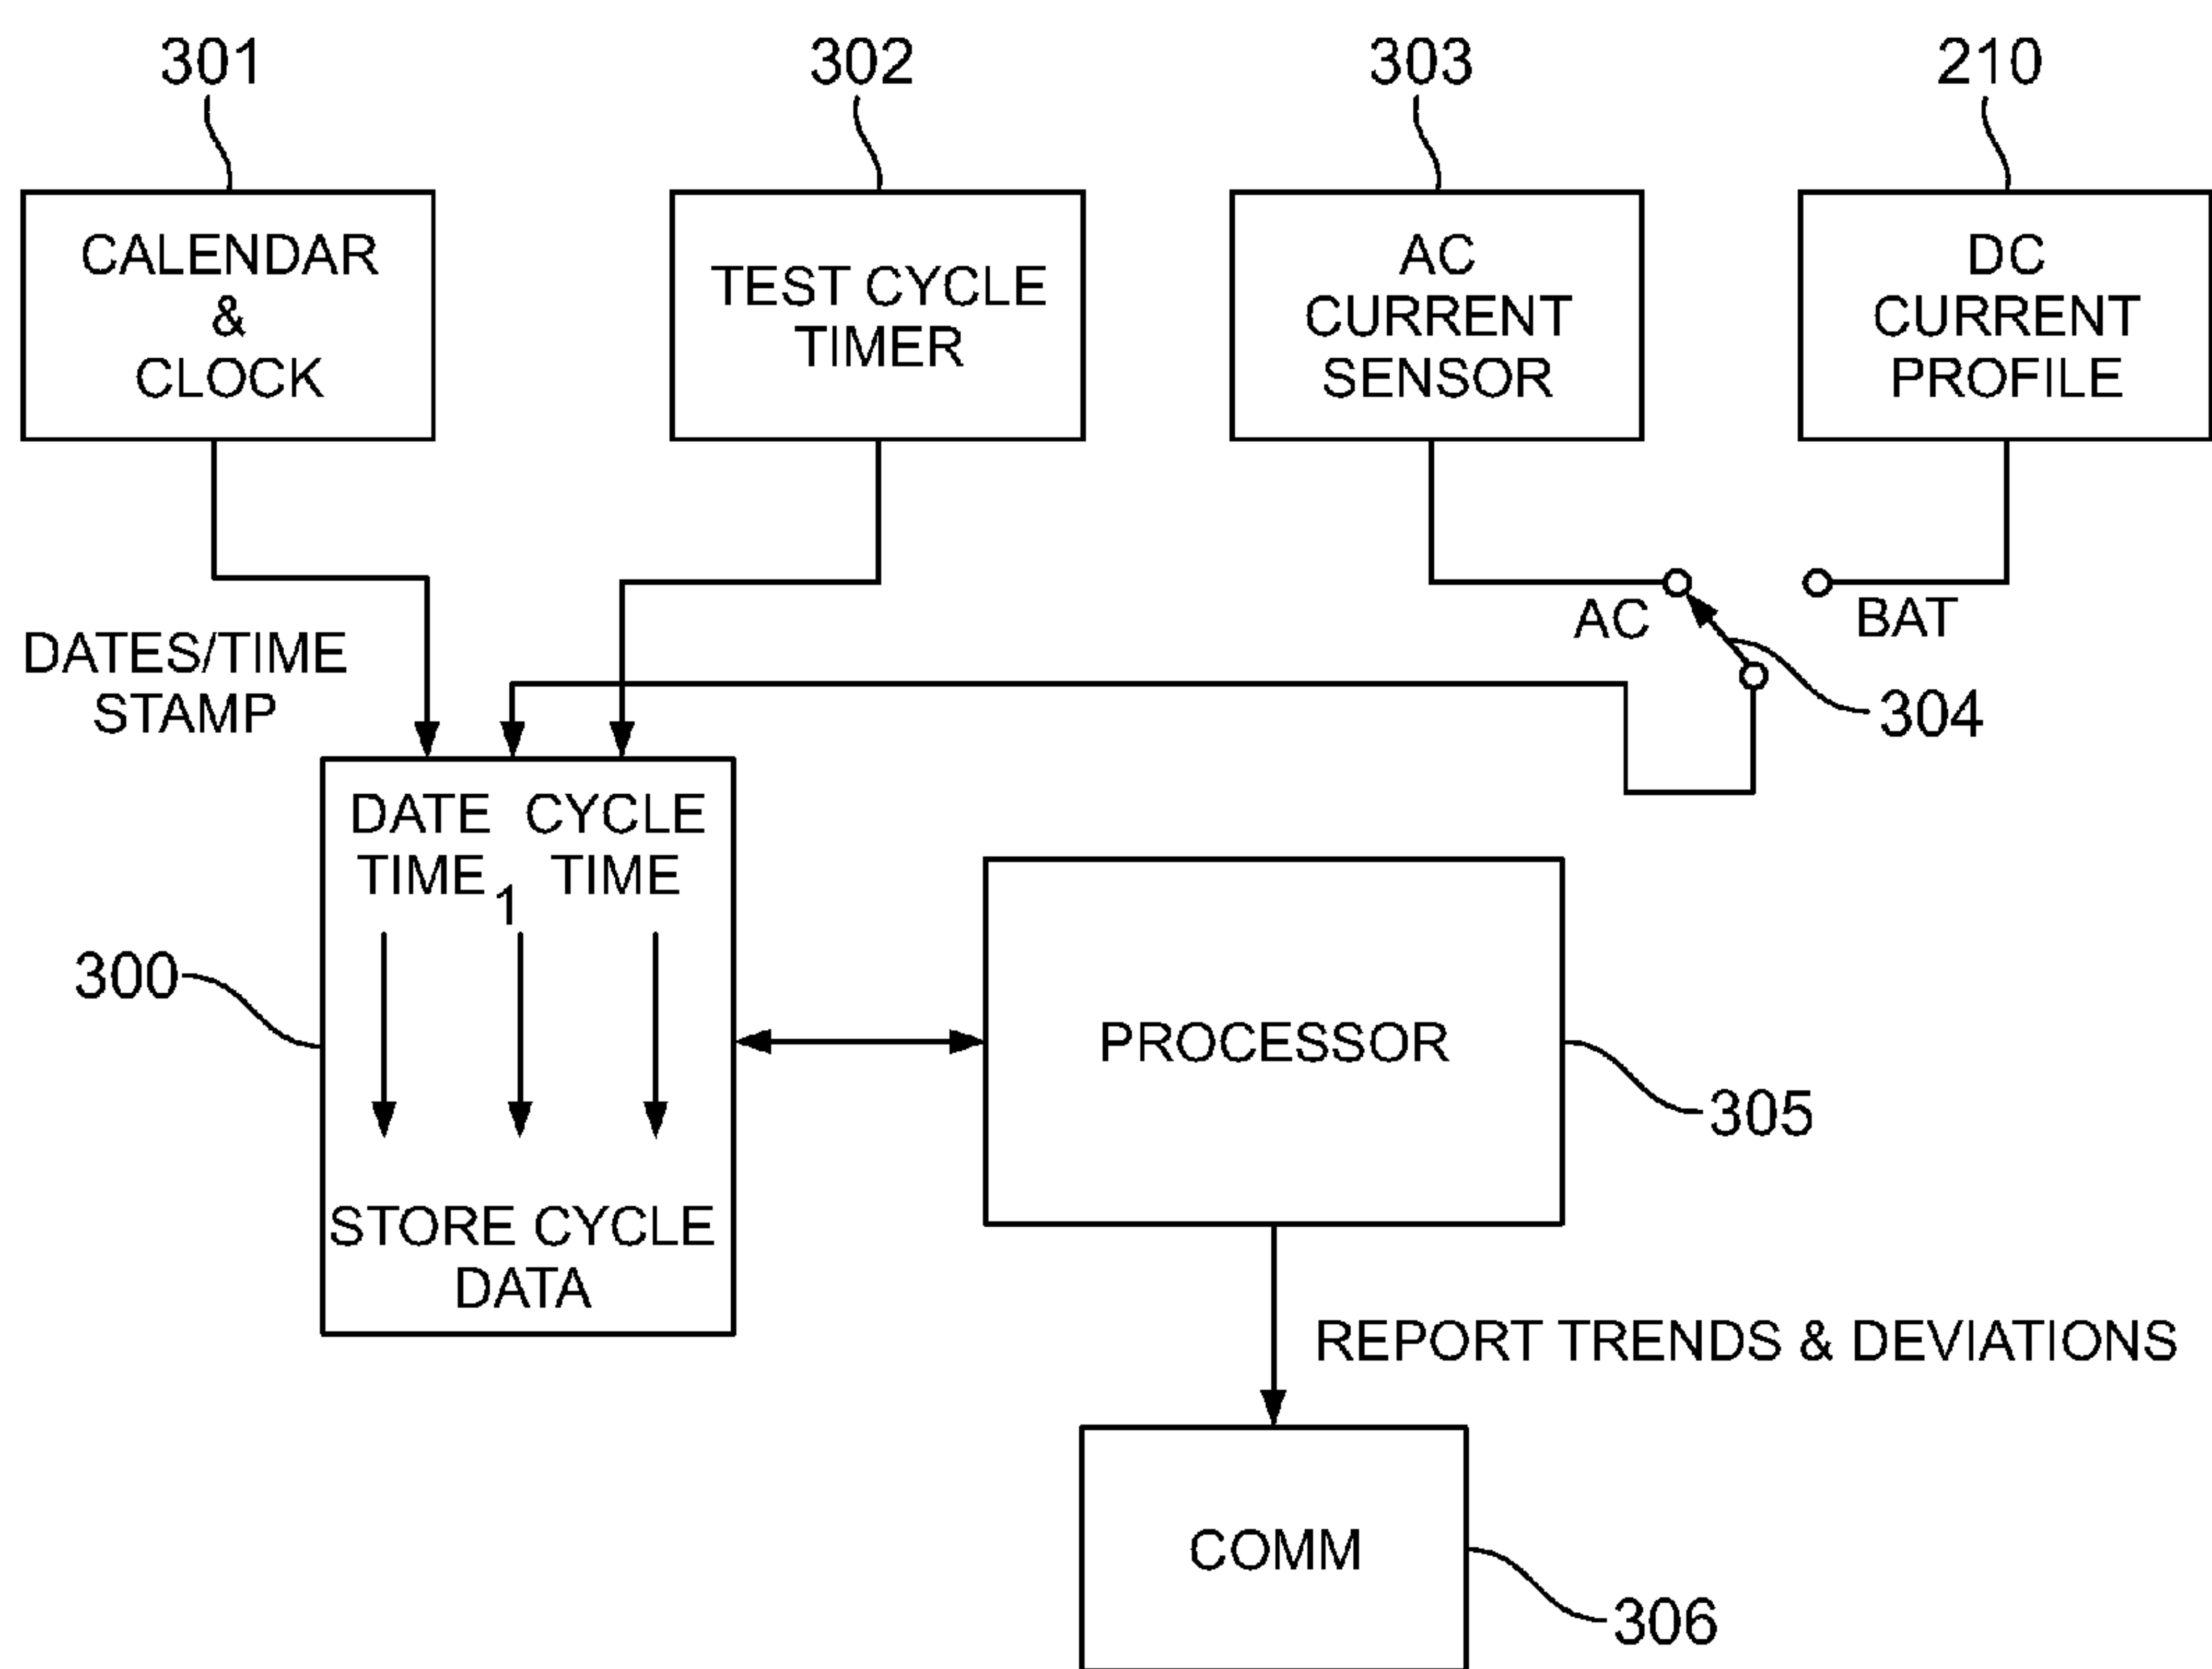 301
302
303
210
CALENDAR
&
CLOCK
TEST CYCLE
TIMER
AC
CURRENT
SENSOR
DC
CURRENT
PROFILE
AC
BAT
304
DATES/TIME
STAMP
DATE CYCLE
TIME 1 TIME
300
STORE CYCLE
DATA
PROCESSOR
305
REPORT TRENDS & DEVIATIONS
COMM
306